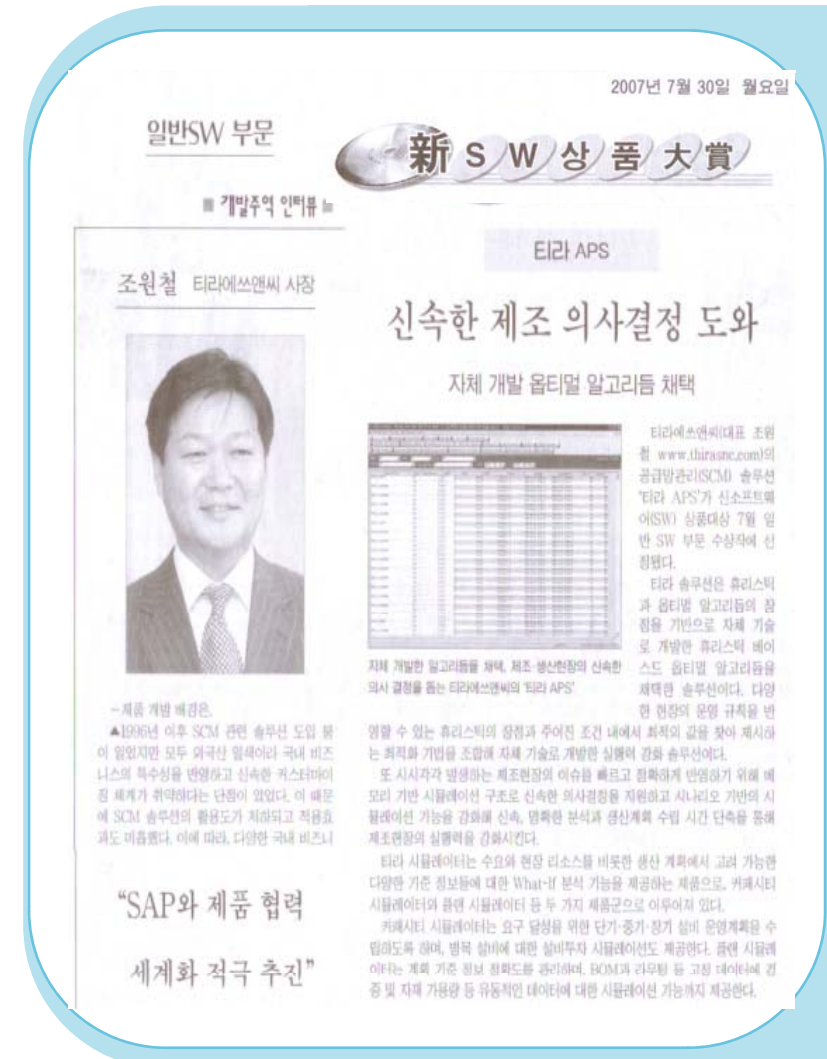 2007년 7월 30일 월요일
일반SW 부문
新 S W 상 품 大 賞
■ 개발주역 인터뷰 ■
조원철 티라에쓰앤씨 사장
티라 APS
신속한 제조 의사결정 도와
자체 개발 옵티멀 알고리듬 채택
자체 개발한 알고리듬을 채택, 제조·생산현장의 신속한
의사 결정을 돕는 티라에쓰앤씨의 '티라 APS'
티라에쓰앤씨(대표 조원
철 www.thirasnc.com)의
공급망관리(SCM) 솔루션
'티라 APS'가 신소프트웨
어(SW) 상품대상 7월 일
반 SW 부문 수상작에 선
정됐다.
티라 솔루션은 휴리스틱
과 옵티멀 알고리듬의 장
점을 기반으로 자체 기술
로 개발한 휴리스틱 베이
스드 옵티멀 알고리듬을
채택한 솔루션이다. 다양
한 현장의 운영 규칙을 반
영할 수 있는 휴리스틱의 장점과 주어진 조건 내에서 최적의 값을 찾아 제시하
는 최적화 기법을 조합해 자체 기술로 개발한 실행력 강화 솔루션이다.
또 시시각각 발생하는 제조현장의 이슈를 빠르고 정확하게 반영하기 위해 메
모리 기반 시뮬레이션 구조로 신속한 의사결정을 지원하고 시나리오 기반의 시
뮬레이션 기능을 강화해 신속, 명확한 분석과 생산계획 수립 시간 단축을 통해
제조현장의 실행력을 강화시킨다.
티라 시뮬레이터는 수요와 현장 리소스를 비롯한 생산 계획에서 고려 가능한
다양한 기준 정보들에 대한 What-If 분석 기능을 제공하는 제품으로, 커패시티
시뮬레이터와 플랜 시뮬레이터 등 두 가지 제품군으로 이루어져 있다.
커패시티 시뮬레이터는 요구 달성을 위한 단기·중기·장기 설비 운영계획을 수
립하도록 하며, 병목 설비에 대한 설비투자 시뮬레이션도 제공한다. 플랜 시뮬레
이터는 계획 기준 정보 정확도를 관리하며, BOM과 라우팅 등 고정 데이터에 검
증 및 자재 가용량 등 유동적인 데이터에 대한 시뮬레이션 기능까지 제공한다.
-제품 개발 배경은.
▲1996년 이후 SCM 관련 솔루션 도입 붐
이 일었지만 모두 외국산 일색이라 국내 비즈
니스의 특수성을 반영하고 신속한 커스터마이
징 체계가 취약하다는 단점이 있었다. 이 때문
에 SCM 솔루션의 활용도가 저하되고 적용효
과도 미흡했다. 이에 따라, 다양한 국내 비즈니
“SAP와 제품 협력
세계화 적극 추진”